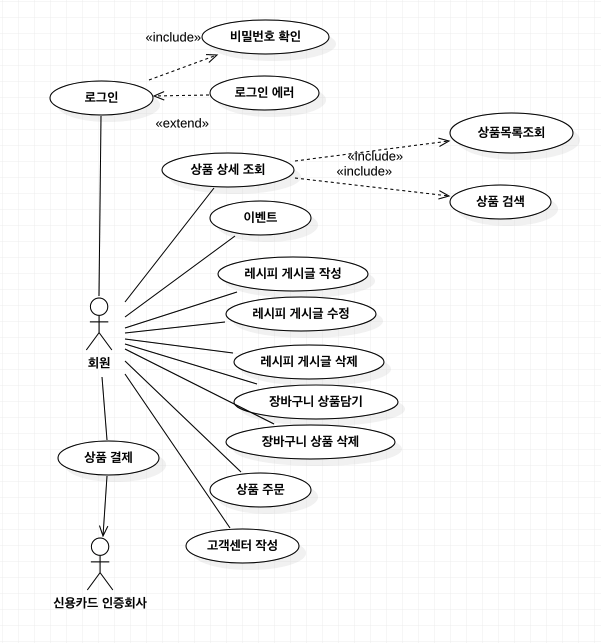 «include»
비밀번호 확인
로그인
로그인 에러
«extend»
상품목록조회
«include»
상품 상세 조회
«include»
상품 검색
이벤트
레시피 게시글 작성
레시피 게시글 수정
회원
레시피 게시글 삭제
장바구니 상품담기
장바구니 상품 삭제
상품 결제
상품 주문
고객센터 작성
신용카드 인증회사